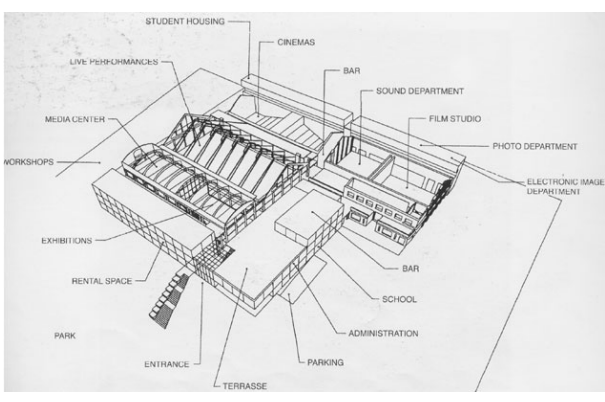 STUDENT HOUSING
CINEMAS
LIVE PERFORMANCES
BAR
SOUND DEPARTMENT
MEDIA CENTER
FILM STUDIO
PHOTO DEPARTMENT
WORKSHOPS
ELECTRONIC IMAGE
DEPARTMENT
EXHIBITIONS
BAR
RENTAL SPACE
SCHOOL
ADMINISTRATION
PARK
ENTRANCE
PARKING
TERRASSE